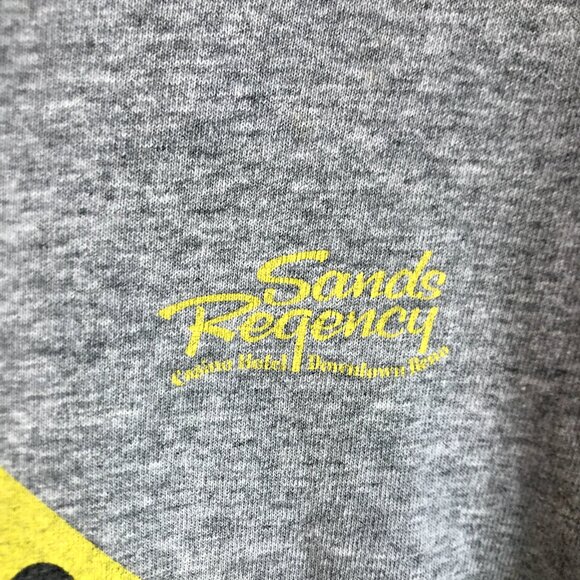 Sands
Regency
Casino Hotel Downtown Reno